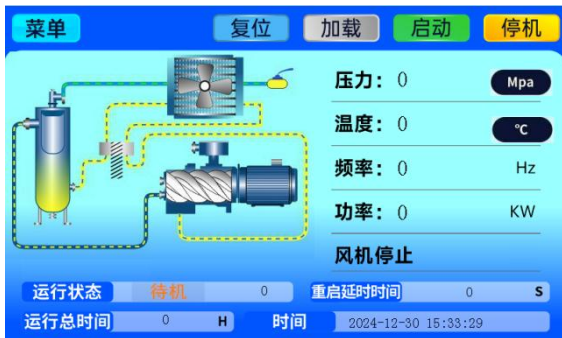 菜单 复位 加载 启动 停机
压力： 0 Mpa
温度： 0 ℃
频率： 0 Hz
功率： 0 KW
风机停止
运行状态 待机 0 重启延时时间 0 S
运行总时间 0 H 时间 2024-12-30 15:33:29